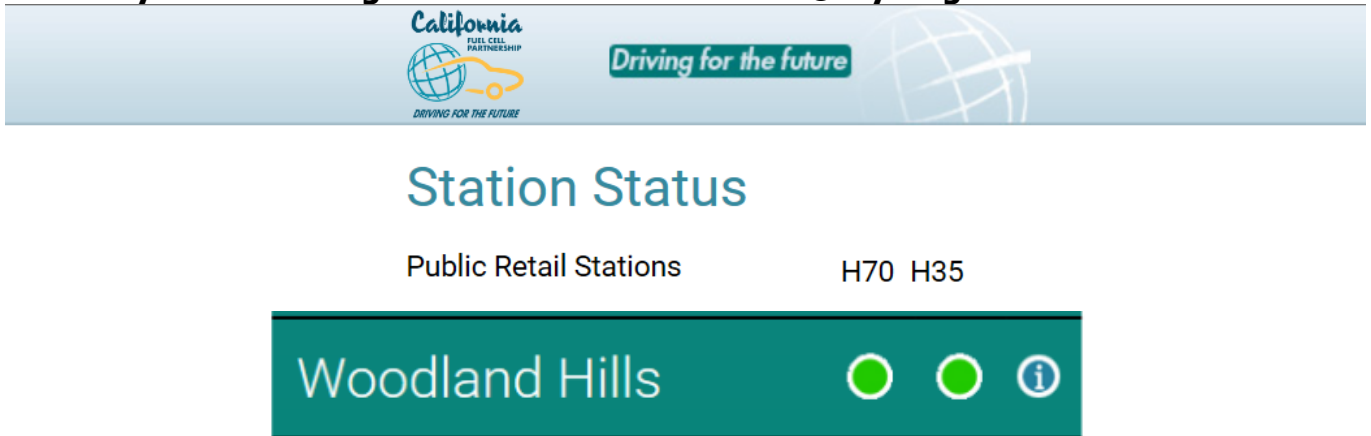 California
FUEL CELL
PARTNERSHIP
DRIVING FOR THE FUTURE
Driving for the future
Station Status
Public Retail Stations H70 H35
Woodland Hills i